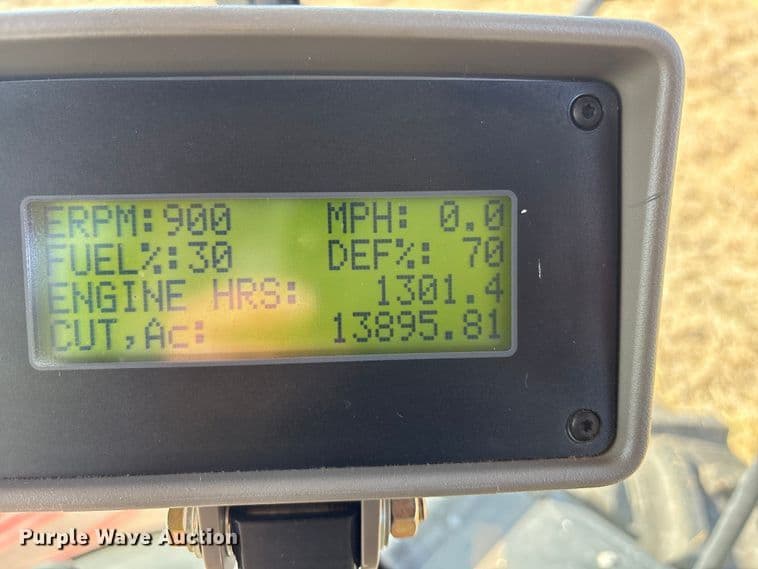 ERPM:900 MPH: 0.0
FUEL%:30 DEF%: 70
ENGINE HRS: 1301.4
CUT,Ac: 13895.81
Purple Wave Auction